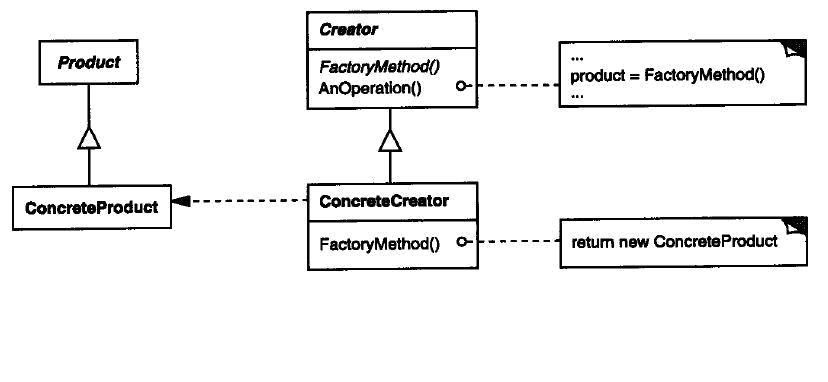 Product
ConcreteProduct
Creator
FactoryMethod()
AnOperation()
...
product = FactoryMethod()
...
ConcreteCreator
FactoryMethod()
return new ConcreteProduct